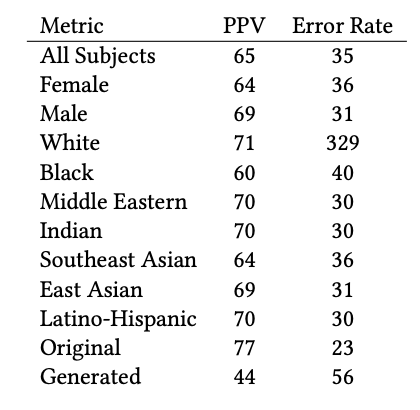 Metric PPV Error Rate
All Subjects 65 35
Female 64 36
Male 69 31
White 71 329
Black 60 40
Middle Eastern 70 30
Indian 70 30
Southeast Asian 64 36
East Asian 69 31
Latino-Hispanic 70 30
Original 77 23
Generated 44 56